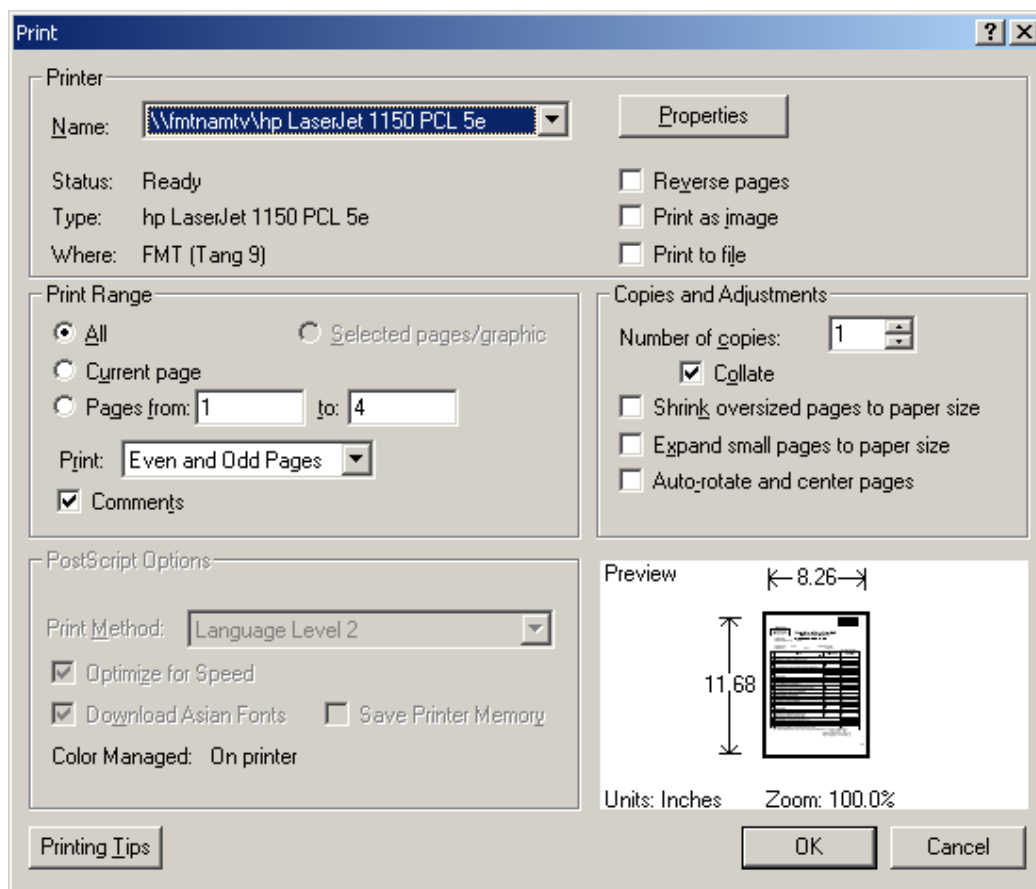 Print
Printer
Name: \\fmtnamtv\hp LaserJet 1150 PCL 5e
Properties
Status: Ready
Reverse pages
Type: hp LaserJet 1150 PCL 5e
Print as image
Where: FMT (Tang 9)
Print to file
Print Range
All
Selected pages/graphic
Current page
Pages from: 1 to: 4
Print: Even and Odd Pages
Comments
Copies and Adjustments
Number of copies: 1
Collate
Shrink oversized pages to paper size
Expand small pages to paper size
Auto-rotate and center pages
PostScript Options
Print Method: Language Level 2
Optimize for Speed
Download Asian Fonts
Save Printer Memory
Color Managed: On printer
Preview
8.26
11.68
Units: Inches Zoom: 100.0%
Printing Tips
OK
Cancel